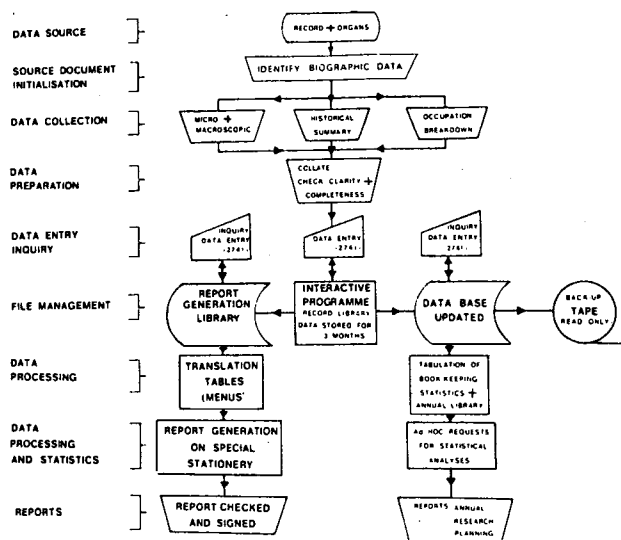 DATA SOURCE
RECORD + ORGANS
SOURCE DOCUMENT
INITIALISATION
IDENTIFY BIOGRAPHIC DATA
DATA COLLECTION
MICRO +
MACROSCOPIC
HISTORICAL
SUMMARY
OCCUPATION
BREAKDOWN
DATA
PREPARATION
COLLATE
CHECK CLARITY +
COMPLETENESS
DATA ENTRY
INQUIRY
INQUIRY
DATA ENTRY
-2741-
DATA ENTRY
-2741-
INQUIRY
DATA ENTRY
-2741-
FILE MANAGEMENT
REPORT
GENERATION
LIBRARY
INTERACTIVE
PROGRAMME
RECORD LIBRARY
DATA STORED FOR
3 MONTHS
DATA BASE
UPDATED
BACK-UP
TAPE
READ ONLY
DATA
PROCESSING
TRANSLATION
TABLES
(MENUS'
TABULATION OF
BOOK KEEPING
STATISTICS +
ANNUAL LIBRARY
DATA
PROCESSING
AND STATISTICS
REPORT GENERATION
ON SPECIAL
STATIONERY
Ad HOC REQUESTS
FOR STATISTICAL
ANALYSES
REPORTS
REPORT CHECKED
AND SIGNED
REPORTS ANNUAL
RESEARCH
PLANNING